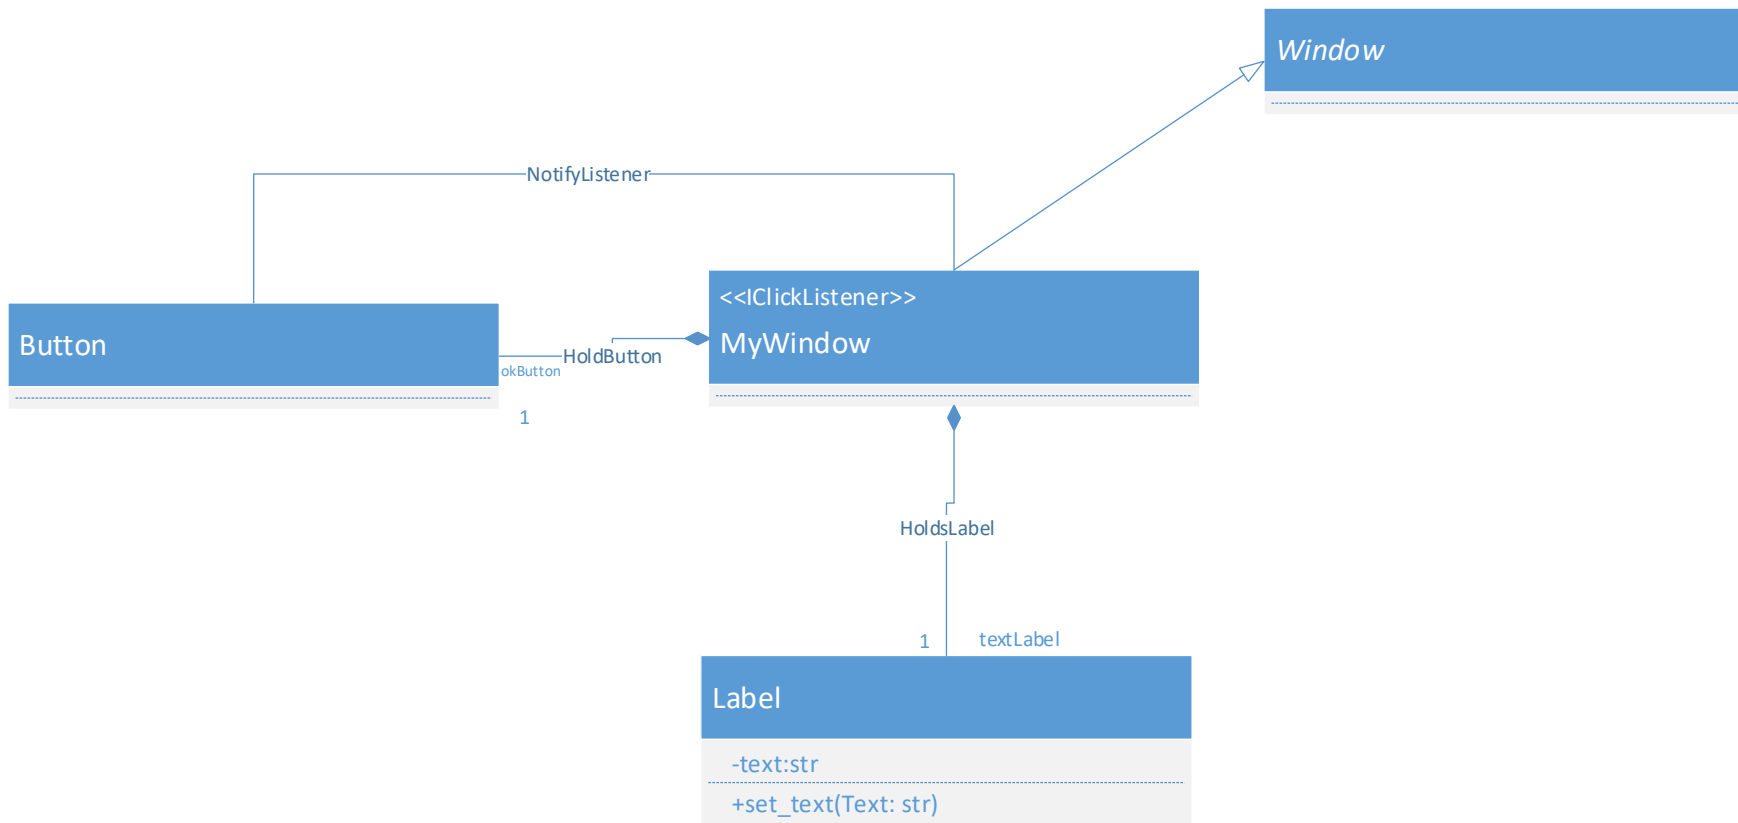 Window
NotifyListener
<<IClickListener>>
MyWindow
Button
HoldButton
okButton
1
HoldsLabel
1
textLabel
Label
-text:str
+set_text(Text: str)